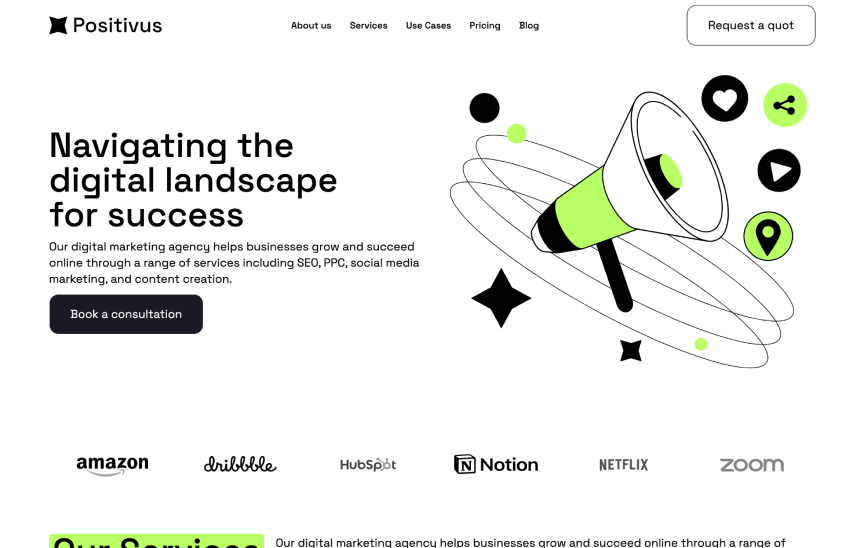 Positivus
About us Services Use Cases Pricing Blog
Request a quot
Navigating the
digital landscape
for success
Our digital marketing agency helps businesses grow and succeed
online through a range of services including SEO, PPC, social media
marketing, and content creation.
Book a consultation
amazon dribbble HubSpot Notion NETFLIX zoom
Our Services
Our digital marketing agency helps businesses grow and succeed online through a range of